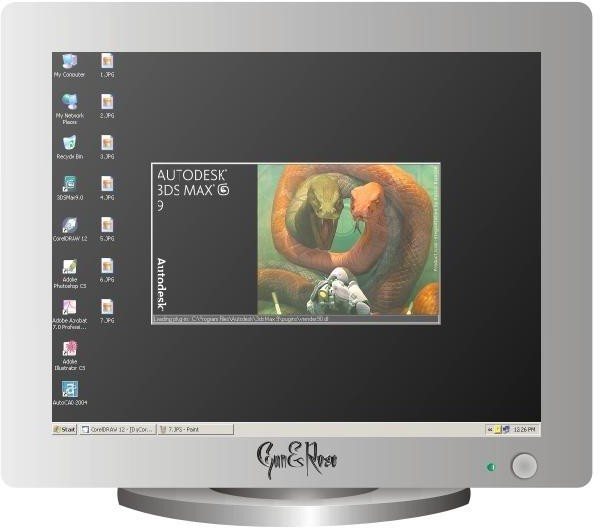 My Computer
My Network
Places
Recycle Bin
3DSMax9.0
CorelDRAW 12
Adobe
Photoshop CS
Adobe Acrobat
7.0 Professi...
Adobe
Illustrator CS
AutoCAD 2004
1.JPG
2.JPG
3.JPG
4.JPG
5.JPG
6.JPG
7.JPG
AUTODESK®
3DS MAX®
9
Autodesk
Loading plug-in: C:\Program Files\Autodesk\3ds Max 9\plugins\vrender90.dll
Start
CorelDRAW 12 - [D:\Cor...
7.JPG - Paint
12:26 PM
Gun&Rose